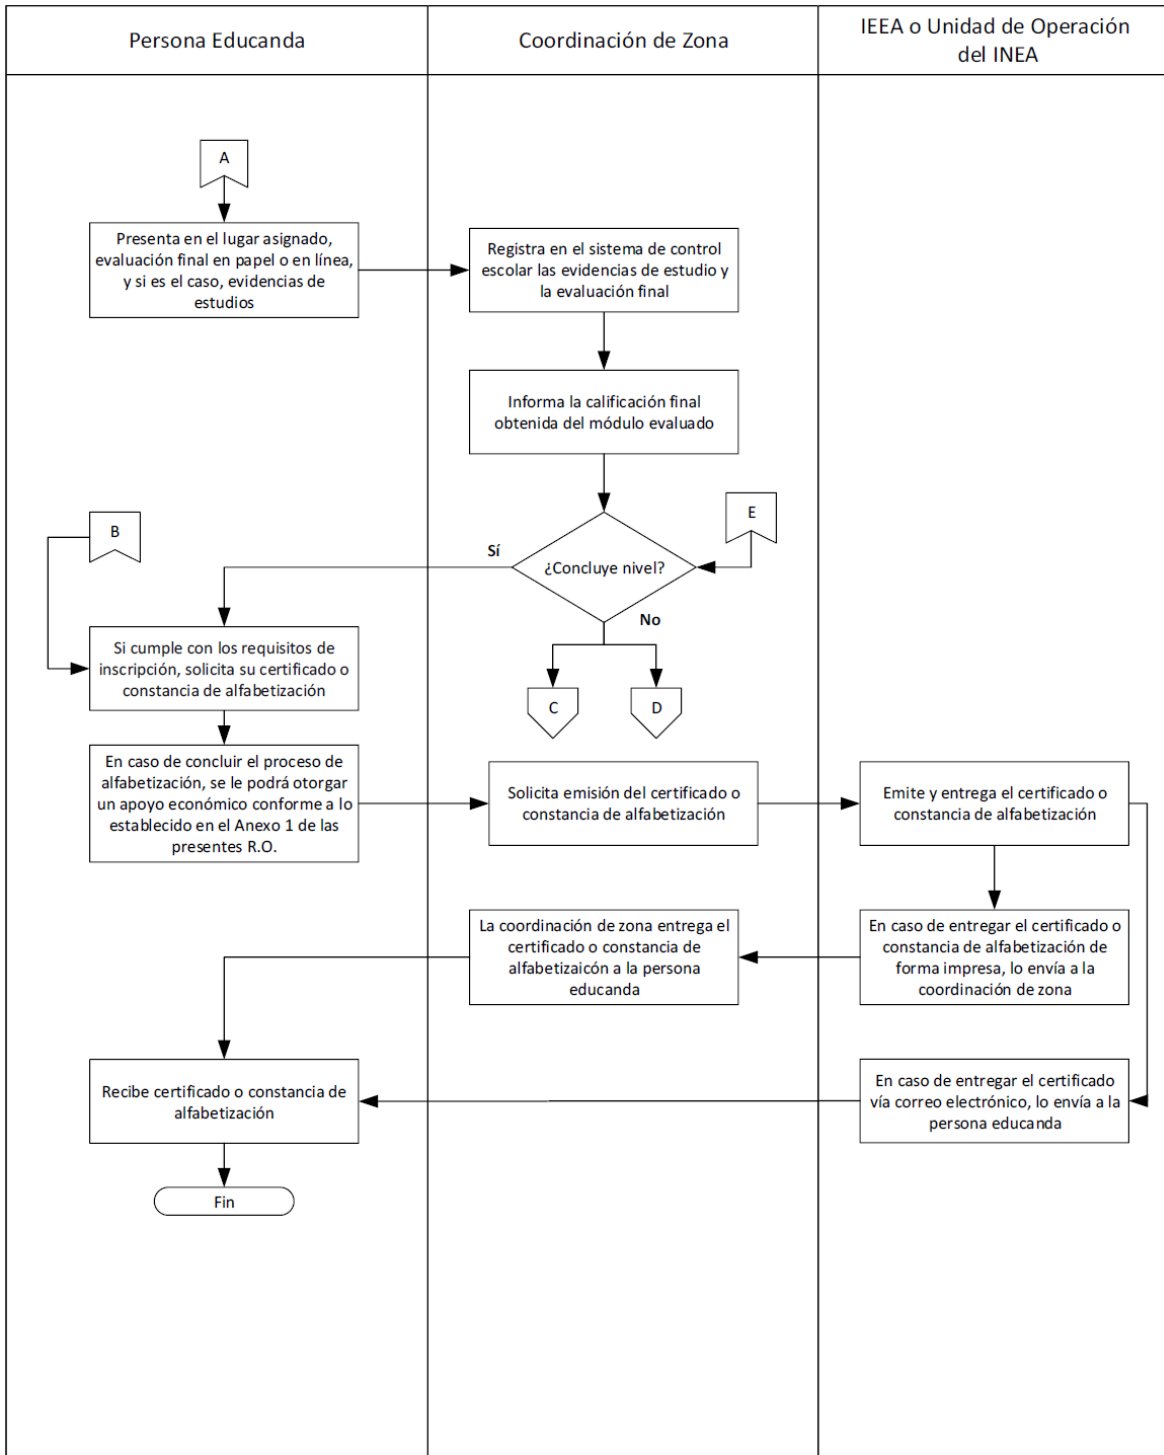 Persona Educanda
Coordinación de Zona
IEEA o Unidad de Operación
del INEA
A
Presenta en el lugar asignado,
evaluación final en papel o en línea,
y si es el caso, evidencias de
estudios
Registra en el sistema de control
escolar las evidencias de estudio y
la evaluación final
Informa la calificación final
obtenida del módulo evaluado
B
E
Sí
¿Concluye nivel?
No
Si cumple con los requisitos de
inscripción, solicita su certificado o
constancia de alfabetización
C
D
En caso de concluir el proceso de
alfabetización, se le podrá otorgar
un apoyo económico conforme a lo
establecido en el Anexo 1 de las
presentes R.O.
Solicita emisión del certificado o
constancia de alfabetización
Emite y entrega el certificado o
constancia de alfabetización
La coordinación de zona entrega el
certificado o constancia de
alfabetizaicón a la persona
educanda
En caso de entregar el certificado o
constancia de alfabetización de
forma impresa, lo envía a la
coordinación de zona
Recibe certificado o constancia de
alfabetización
En caso de entregar el certificado
vía correo electrónico, lo envía a la
persona educanda
Fin